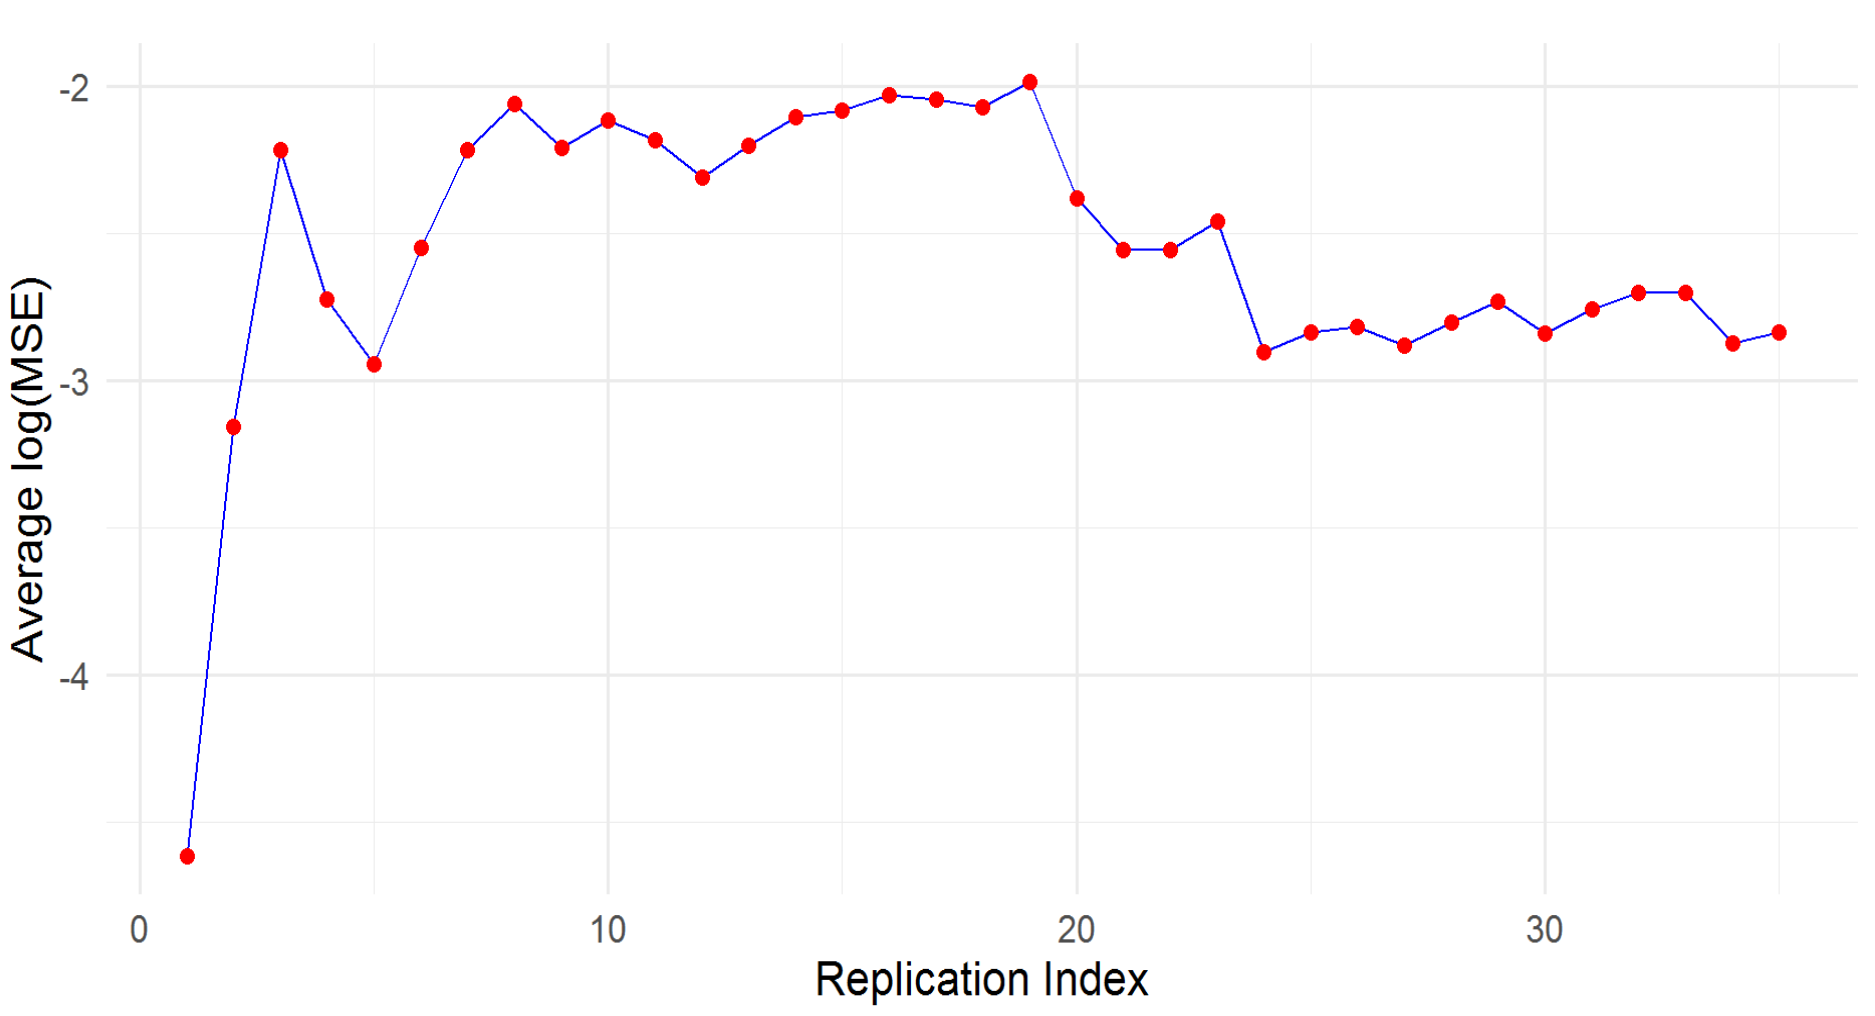 Average log(MSE)
-2
-3
-4
0 10 20 30
Replication Index